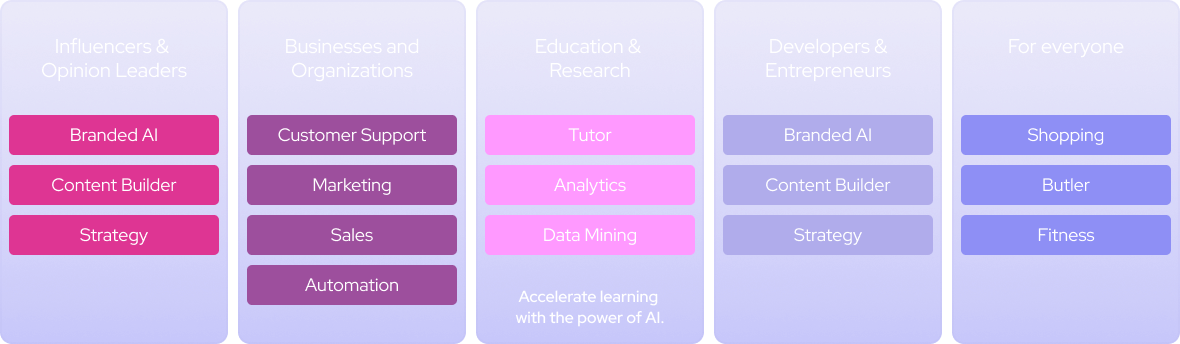 Influencers &
Opinion Leaders
Branded AI
Content Builder
Strategy
Businesses and
Organizations
Customer Support
Marketing
Sales
Automation
Education &
Research
Tutor
Analytics
Data Mining
Accelerate learning
with the power of AI.
Developers &
Entrepreneurs
Branded AI
Content Builder
Strategy
For everyone
Shopping
Butler
Fitness